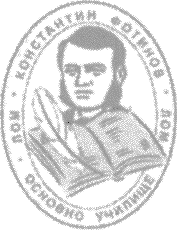 ЛОМ • КОНСТАНТИН ФОТИНОВ • ЛОМ
ОСНОВНО УЧИЛИЩЕ